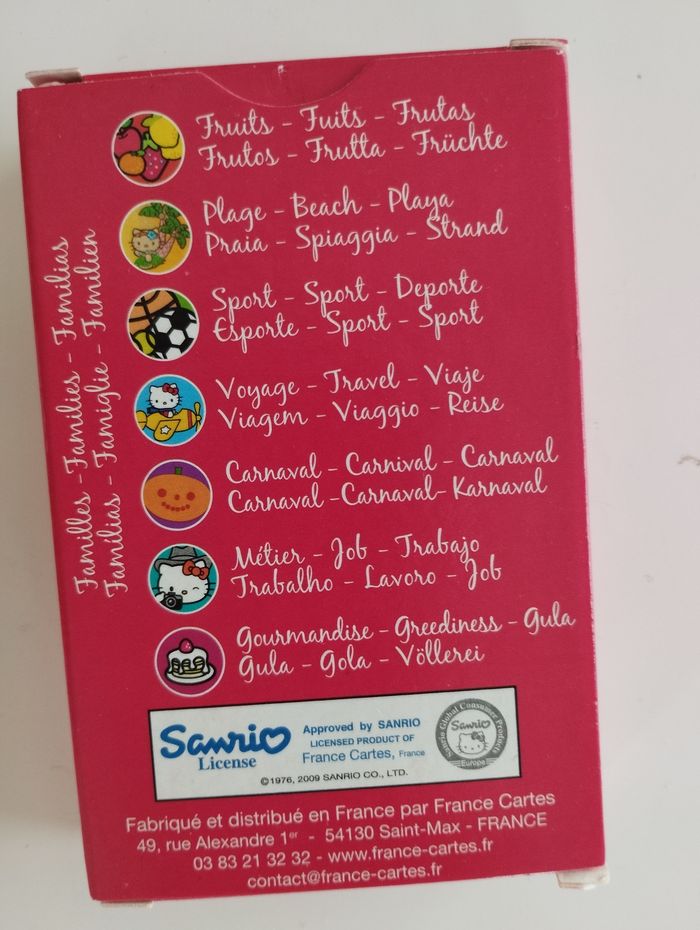 Familles - Families - Familias
Familias - Famiglie - Familien
Fruits - Fuits - Frutas
Frutos - Frutta - Früchte
Plage - Beach - Playa
Praia - Spiaggia - Strand
Sport - Sport - Deporte
Esporte - Sport - Sport
Voyage - Travel - Viaje
Viagem - Viaggio - Reise
Carnaval - Carnival - Carnaval
Carnaval - Carnaval - Karnaval
Métier - Job - Trabajo
Trabalho - Lavoro - Job
Gourmandise - Greediness - Gula
Gula - Gola - Völlerei
Sanrio
License
Approved by SANRIO
LICENSED PRODUCT OF
France Cartes, France
©1976, 2009 SANRIO CO., LTD.
Sanrio Global Consumer Products
Sanrio
Europe
Fabriqué et distribué en France par France Cartes
49, rue Alexandre 1er - 54130 Saint-Max - FRANCE
03 83 21 32 32 - www.france-cartes.fr
contact@france-cartes.fr